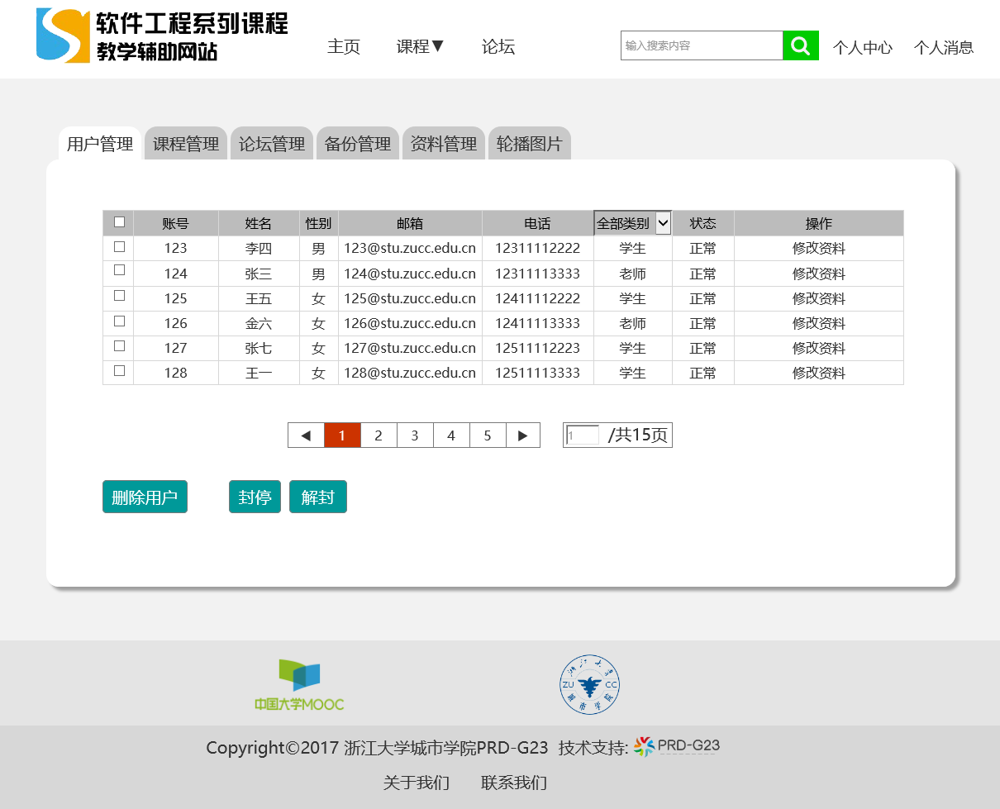 软件工程系列课程
教学辅助网站
主页 课程▼ 论坛
输入搜索内容
个人中心 个人消息
用户管理 课程管理 论坛管理 备份管理 资料管理 轮播图片
账号 姓名 性别 邮箱 电话 全部类别 状态 操作
123 李四 男 123@stu.zucc.edu.cn 12311112222 学生 正常 修改资料
124 张三 男 124@stu.zucc.edu.cn 12311113333 老师 正常 修改资料
125 王五 女 125@stu.zucc.edu.cn 12411112222 学生 正常 修改资料
126 金六 女 126@stu.zucc.edu.cn 12411113333 老师 正常 修改资料
127 张七 女 127@stu.zucc.edu.cn 12511112223 学生 正常 修改资料
128 王一 女 128@stu.zucc.edu.cn 12511113333 学生 正常 修改资料
◀ 1 2 3 4 5 ▶ 1 /共15页
删除用户 封停 解封
中国大学MOOC
浙江大学
ZU CC
城市学院
Copyright©2017 浙江大学城市学院PRD-G23 技术支持: PRD-G23
关于我们 联系我们